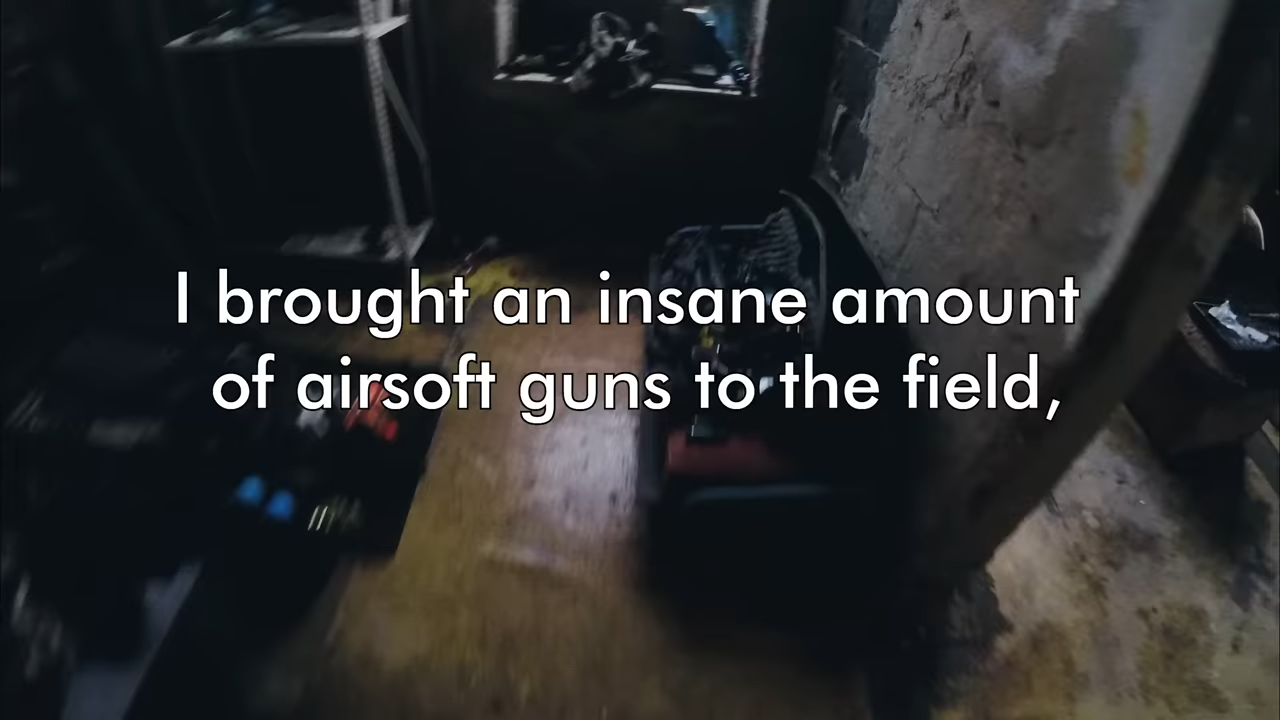 I brought an insane amount
of airsoft guns to the field,